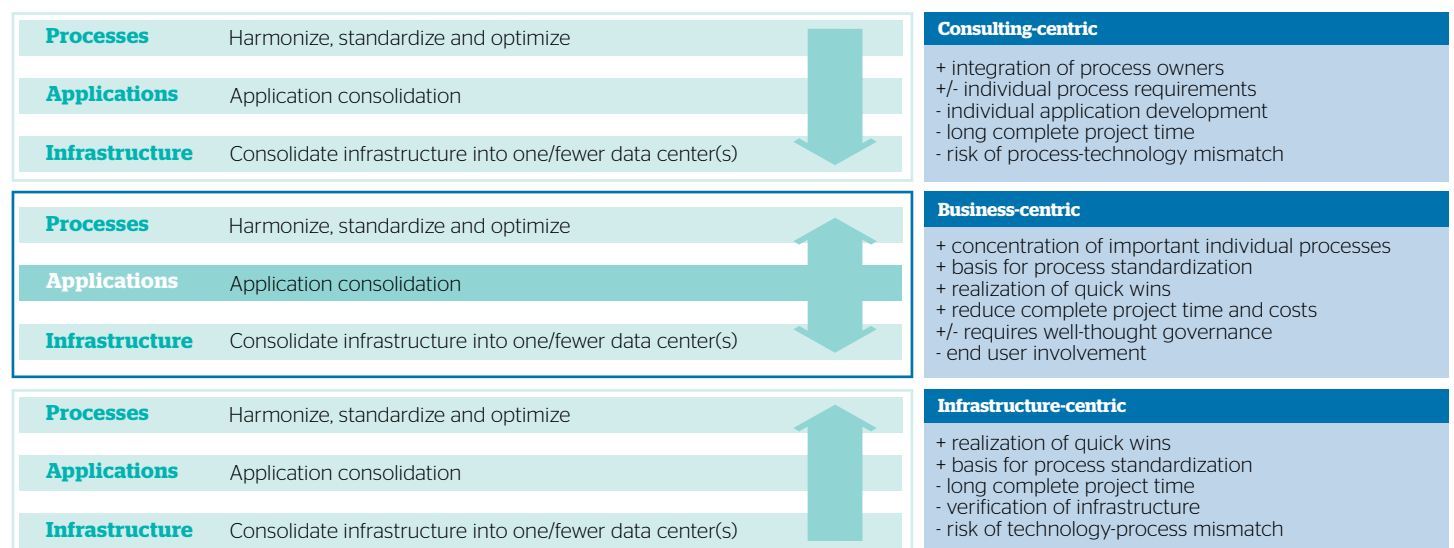 Processes Harmonize, standardize and optimize
Applications Application consolidation
Infrastructure Consolidate infrastructure into one/fewer data center(s)
Consulting-centric
+ integration of process owners
+/- individual process requirements
- individual application development
- long complete project time
- risk of process-technology mismatch
Processes Harmonize, standardize and optimize
Applications Application consolidation
Infrastructure Consolidate infrastructure into one/fewer data center(s)
Business-centric
+ concentration of important individual processes
+ basis for process standardization
+ realization of quick wins
+ reduce complete project time and costs
+/- requires well-thought governance
- end user involvement
Processes Harmonize, standardize and optimize
Applications Application consolidation
Infrastructure Consolidate infrastructure into one/fewer data center(s)
Infrastructure-centric
+ realization of quick wins
+ basis for process standardization
- long complete project time
- verification of infrastructure
- risk of technology-process mismatch